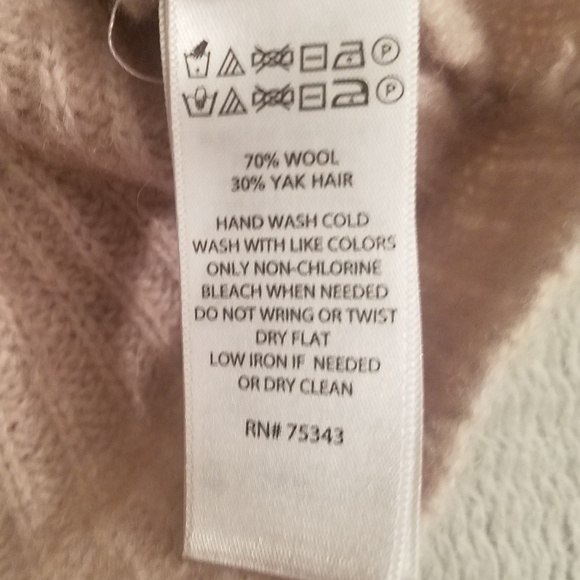 P
P
70% WOOL
30% YAK HAIR
HAND WASH COLD
WASH WITH LIKE COLORS
ONLY NON-CHLORINE
BLEACH WHEN NEEDED
DO NOT WRING OR TWIST
DRY FLAT
LOW IRON IF NEEDED
OR DRY CLEAN
RN# 75343